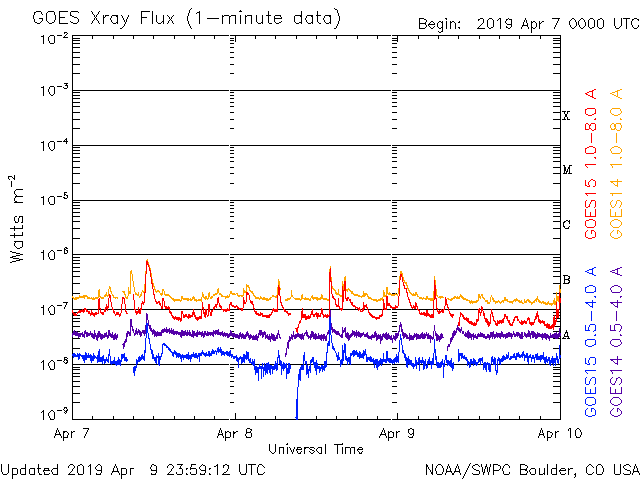 GOES Xray Flux (1-minute data)
Begin: 2019 Apr 7 0000 UTC
10-2
10-3
10-4
10-5
10-6
10-7
10-8
10-9
Watts m-2
X
M
C
B
A
GOES15 1.0-8.0 A
GOES14 1.0-8.0 A
GOES15 0.5-4.0 A
GOES14 0.5-4.0 A
Apr 7
Apr 8
Apr 9
Apr 10
Universal Time
Updated 2019 Apr 9 23:59:12 UTC
NOAA/SWPC Boulder, CO USA